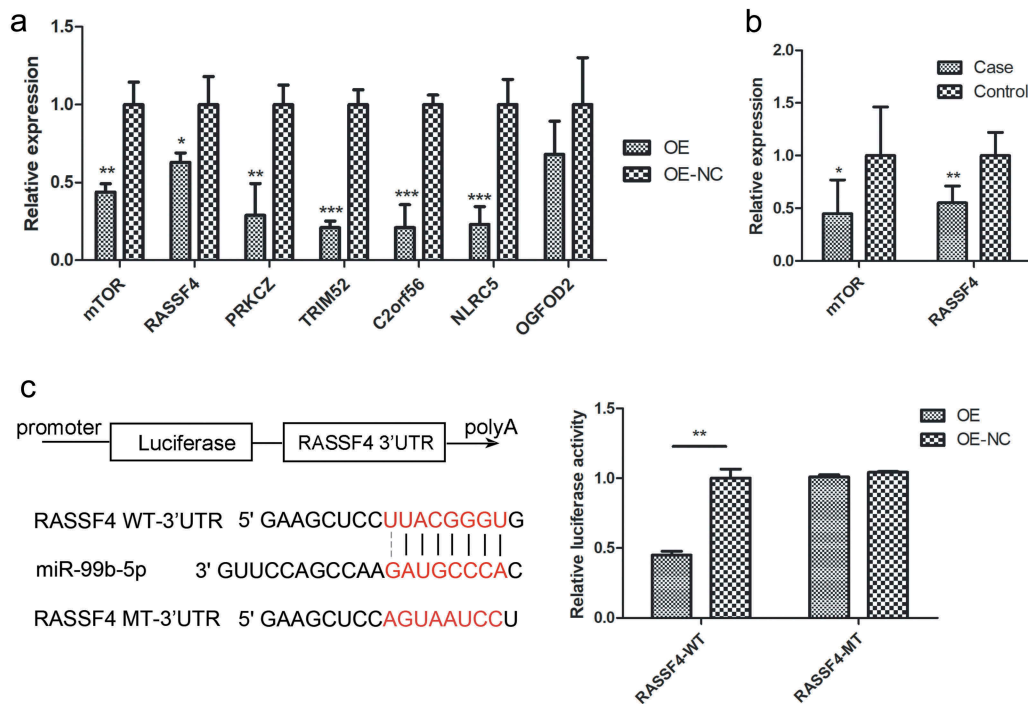 a
1.5
1.0
0.5
0.0
Relative expression
**
*
**
***
***
***
mTOR
RASSF4
PRKCZ
TRIM52
C2orf56
NLRC5
OGFOD2
OE
OE-NC
b
2.0
1.5
1.0
0.5
0.0
Relative expression
*
**
mTOR
RASSF4
Case
Control
c
promoter
Luciferase
RASSF4 3'UTR
polyA
RASSF4 WT-3'UTR 5' GAAGCUCCUUACGGGUG
miR-99b-5p 3' GUUCCAGCCAAGAUGCCCAC
RASSF4 MT-3'UTR 5' GAAGCUCCAGUAAUCCU
1.5
1.0
0.5
0.0
Relative luciferase activity
**
RASSF4-WT
RASSF4-MT
OE
OE-NC